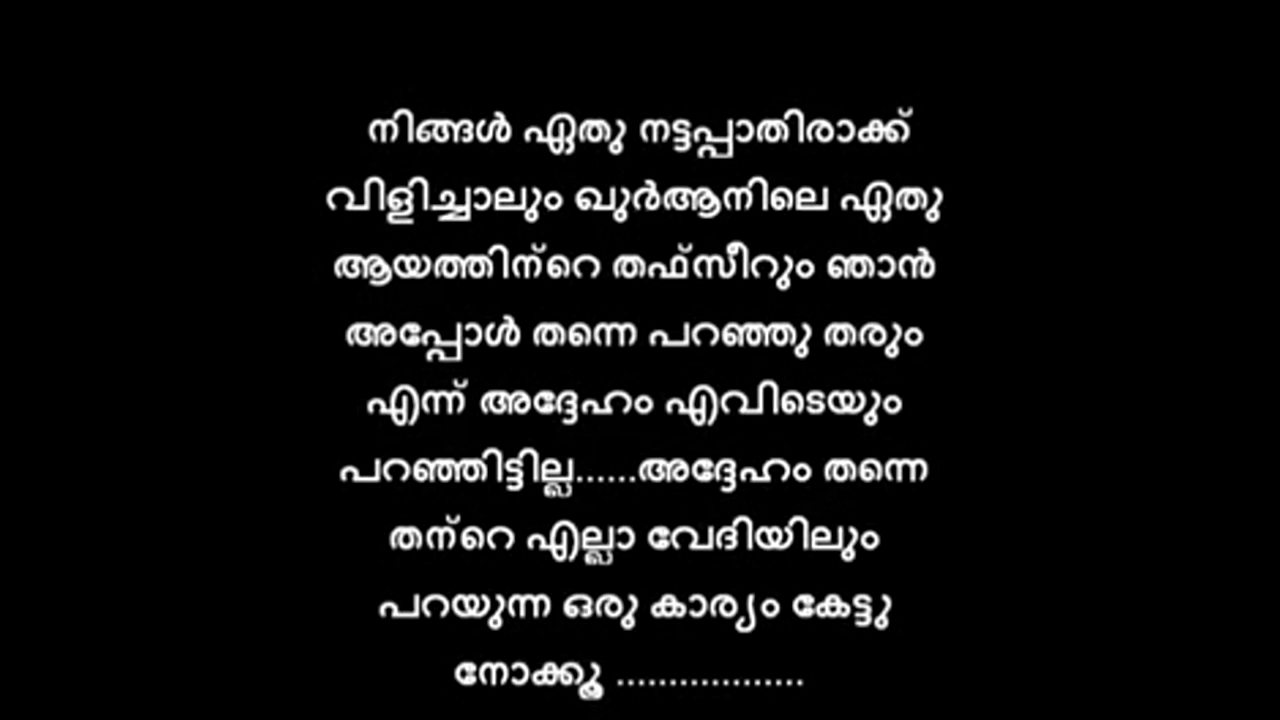 നിങ്ങൾ ഏതു നട്ടപ്പാതിരാക്ക്
വിളിച്ചാലും ഖുർആനിലെ ഏതു
ആയത്തിന്റെ തഫ്സീറും ഞാൻ
അപ്പോൾ തന്നെ പറഞ്ഞു തരും
എന്ന് അദ്ദേഹം എവിടെയും
പറഞ്ഞിട്ടില്ല......അദ്ദേഹം തന്നെ
തന്റെ എല്ലാ വേദിയിലും
പറയുന്ന ഒരു കാര്യം കേട്ടു
നോക്കൂ ..................